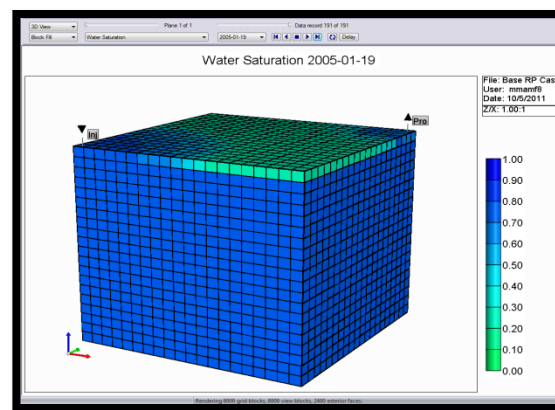 3D View Plane 1 of 1 Data record 191 of 191
Block Fill Water Saturation 2005-01-19 Delay
Water Saturation 2005-01-19
File: Base RP Cas
User: mmamf8
Date: 10/5/2011
Z/X: 1.00:1
Inj
Pro
1.00
0.90
0.80
0.70
0.60
0.50
0.40
0.30
0.20
0.10
0.00
Rendering 8000 grid blocks, 8000 view blocks, 2400 exterior faces.